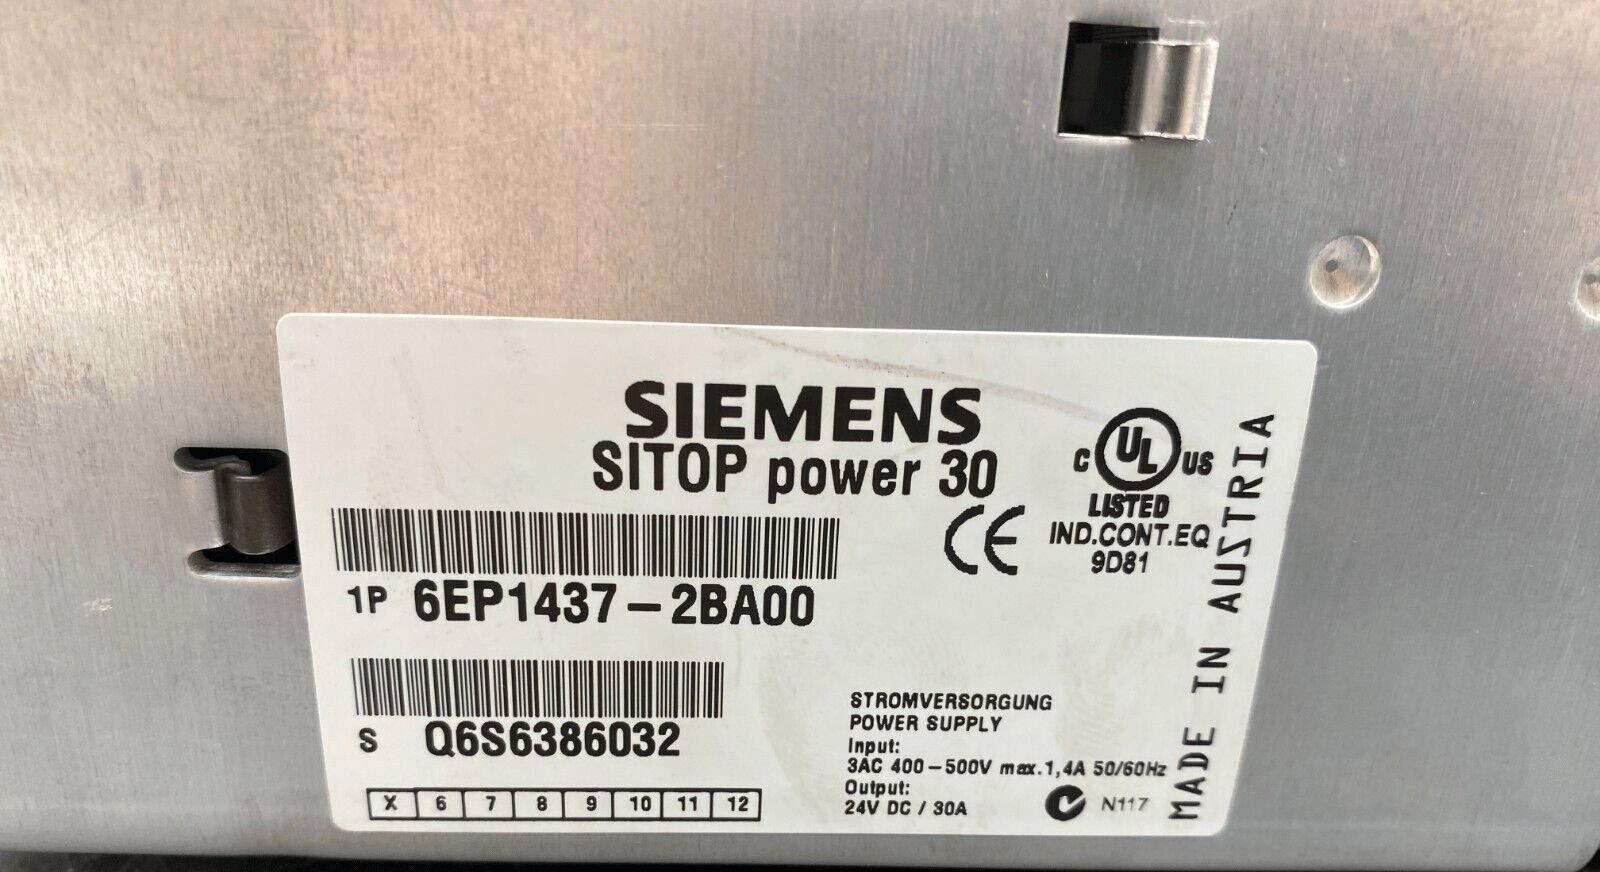 SIEMENS
SITOP power 30
C UL US
LISTED
IND.CONT.EQ
9D81
CE
1P 6EP1437-2BA00
S Q6S6386032
X 6 7 8 9 10 11 12
STROMVERSORGUNG
POWER SUPPLY
Input:
3AC 400-500V max.1,4A 50/60Hz
Output:
24V DC / 30A
N117
MADE IN AUSTRIA